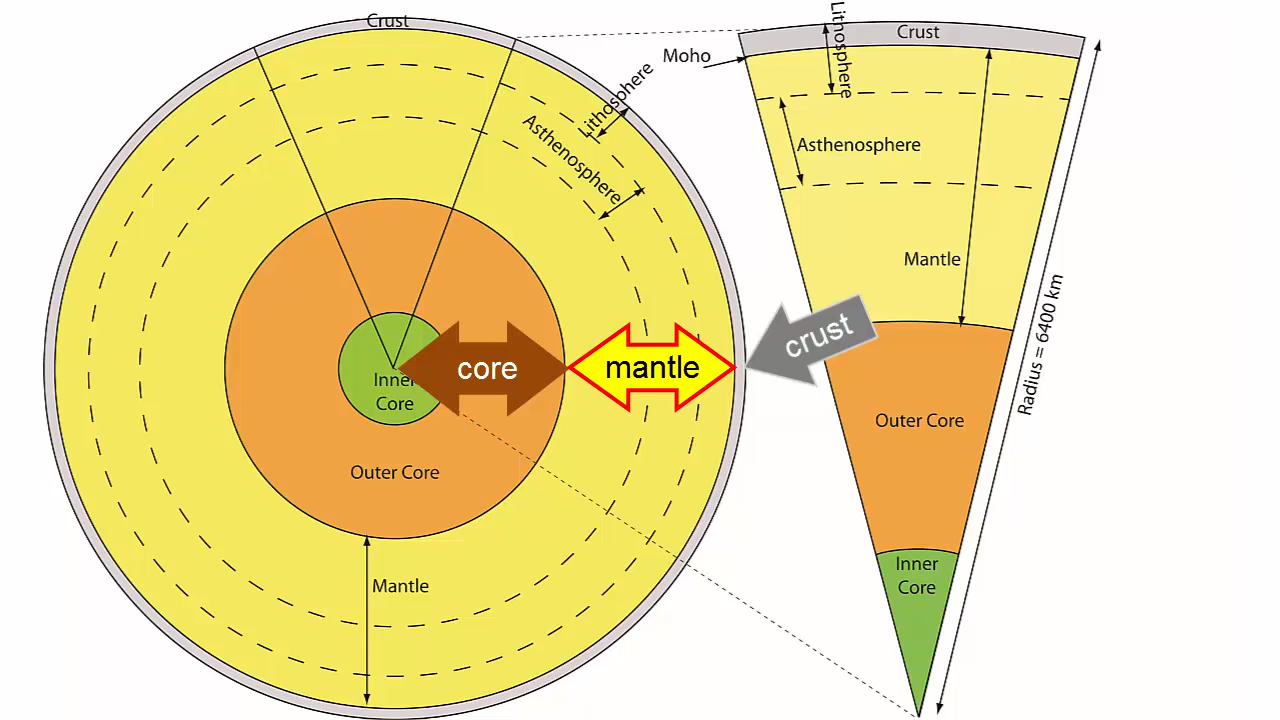 Crust
Lithosphere
Asthenosphere
Inner
Core
core
mantle
crust
Outer Core
Mantle
Moho
Lithosphere
Crust
Asthenosphere
Mantle
Radius = 6400 km
Outer Core
Inner
Core